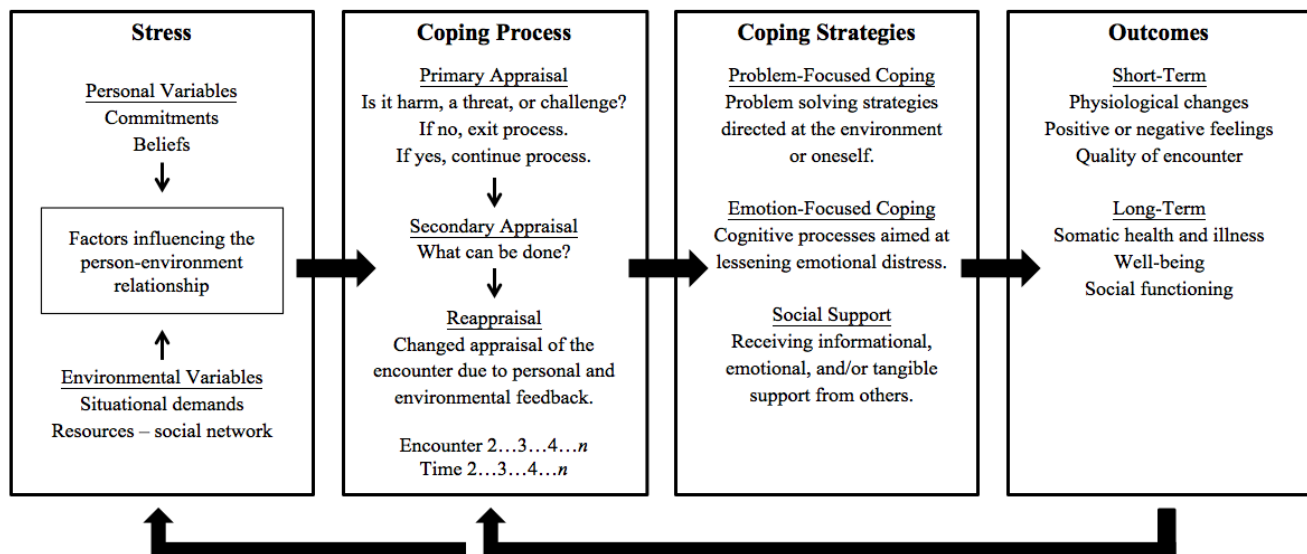 Stress
Personal Variables
Commitments
Beliefs
Factors influencing the
person-environment
relationship
Environmental Variables
Situational demands
Resources – social network
Coping Process
Primary Appraisal
Is it harm, a threat, or challenge?
If no, exit process.
If yes, continue process.
Secondary Appraisal
What can be done?
Reappraisal
Changed appraisal of the
encounter due to personal and
environmental feedback.
Encounter 2…3…4…n
Time 2…3…4…n
Coping Strategies
Problem-Focused Coping
Problem solving strategies
directed at the environment
or oneself.
Emotion-Focused Coping
Cognitive processes aimed at
lessening emotional distress.
Social Support
Receiving informational,
emotional, and/or tangible
support from others.
Outcomes
Short-Term
Physiological changes
Positive or negative feelings
Quality of encounter
Long-Term
Somatic health and illness
Well-being
Social functioning